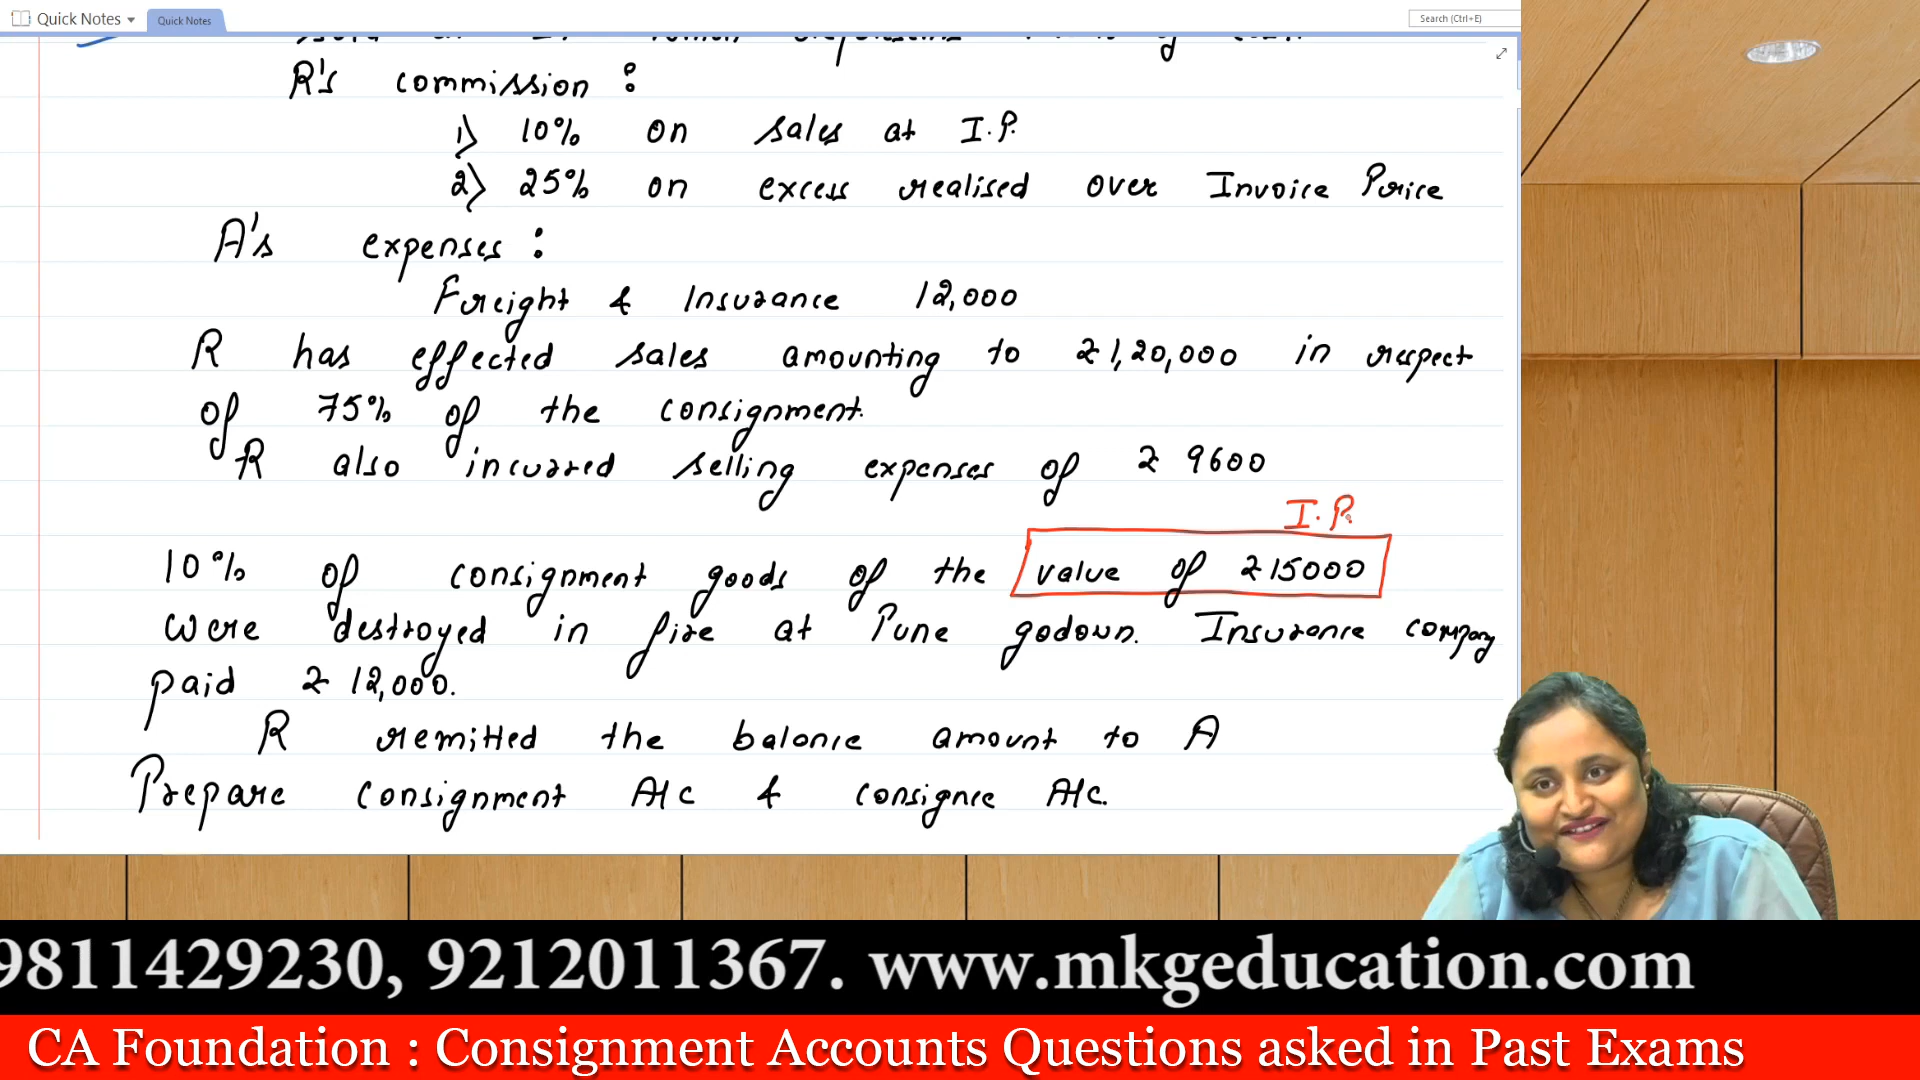 Quick Notes
Quick Notes
Search (Ctrl+E)
R's commission :
1) 10% on sales at I.P.
2) 25% on excess realised over Invoice Price
A's expenses :
Freight & Insurance 12,000
R has effected sales amounting to ₹1,20,000 in respect
of 75% of the consignment.
R also incurred selling expenses of ₹ 9600
I.P.
10% of consignment goods of the value of ₹15000
were destroyed in fire at Pune godown. Insurance company
paid ₹ 12,000.
R remitted the balance amount to A
Prepare consignment A/c & consignee A/c.
9811429230, 9212011367. www.mkgeducation.com
CA Foundation : Consignment Accounts Questions asked in Past Exams